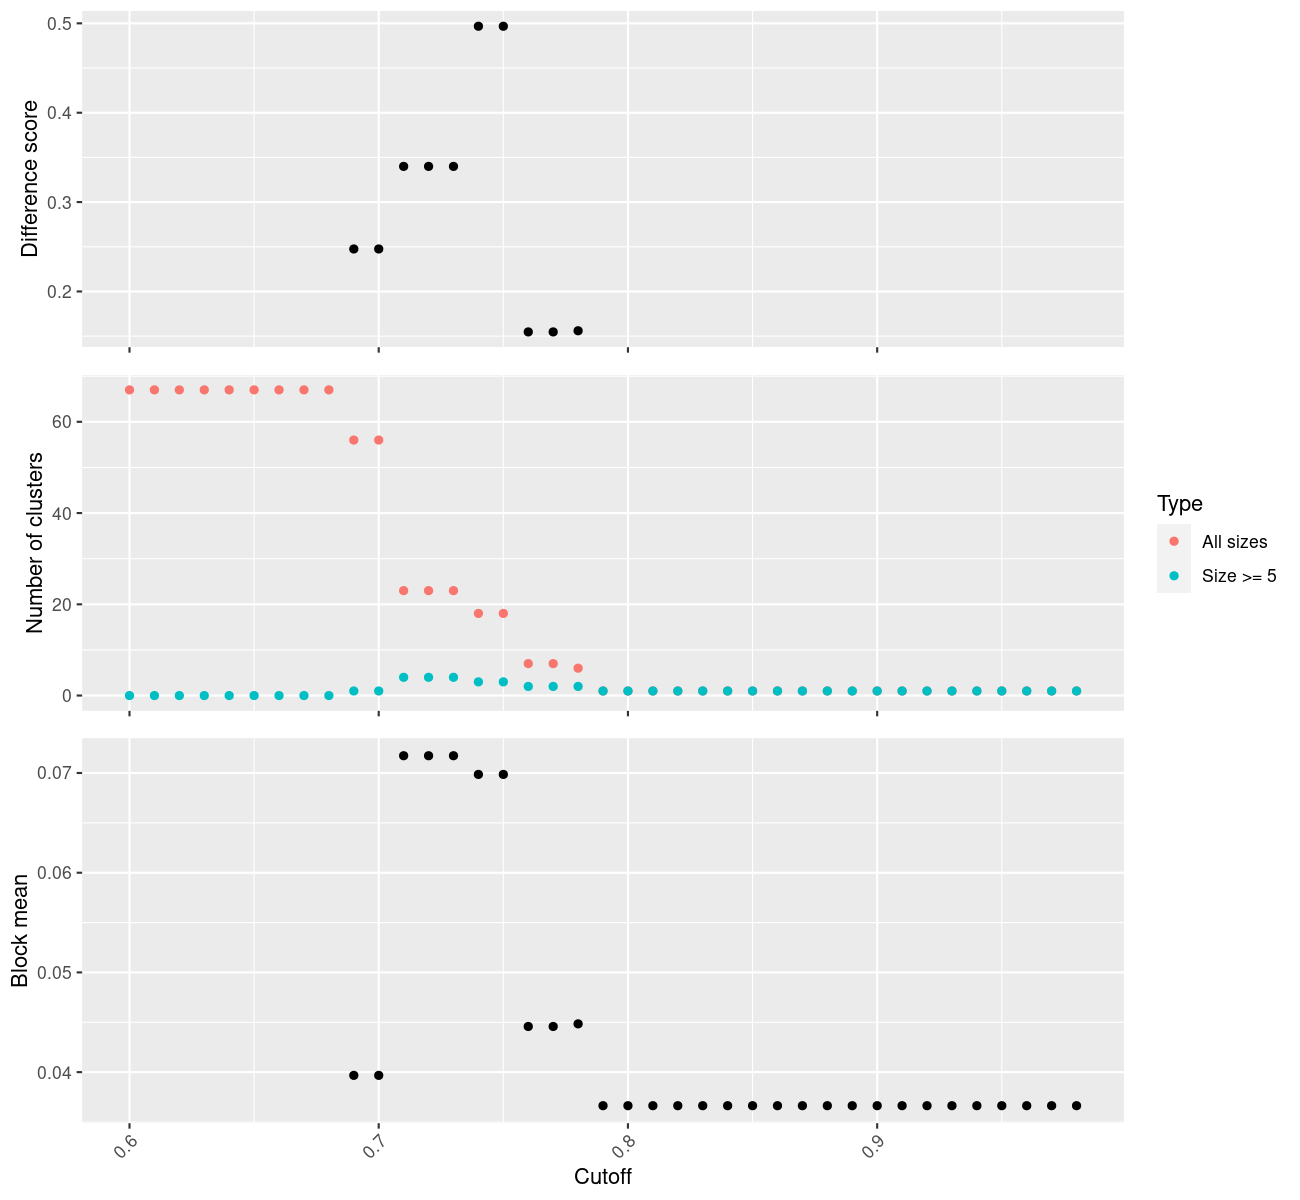 Difference score
0.5
0.4
0.3
0.2
Number of clusters
60
40
20
0
Type
All sizes
Size >= 5
Block mean
0.07
0.06
0.05
0.04
0.6 0.7 0.8 0.9
Cutoff